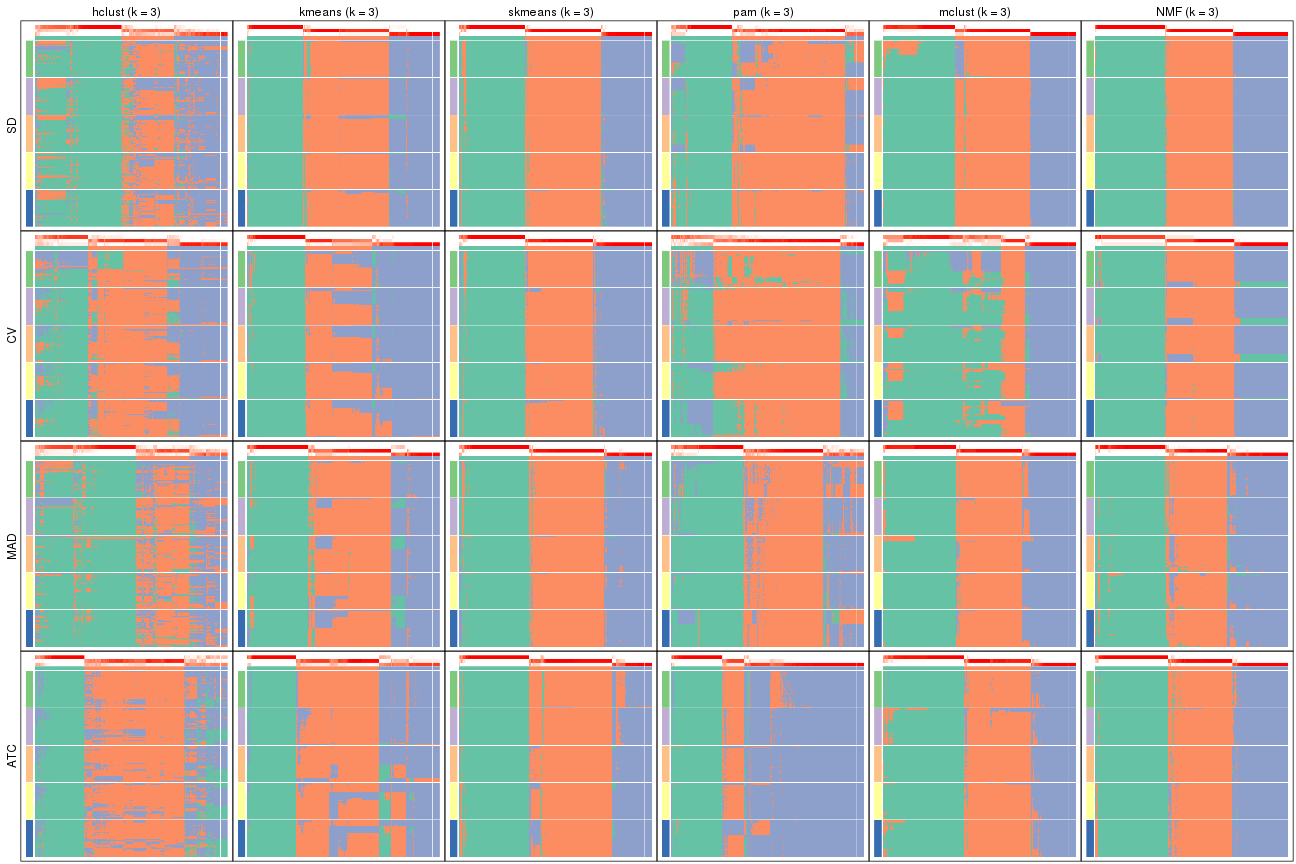 hclust (k = 3)
kmeans (k = 3)
skmeans (k = 3)
pam (k = 3)
mclust (k = 3)
NMF (k = 3)
SD
CV
MAD
ATC